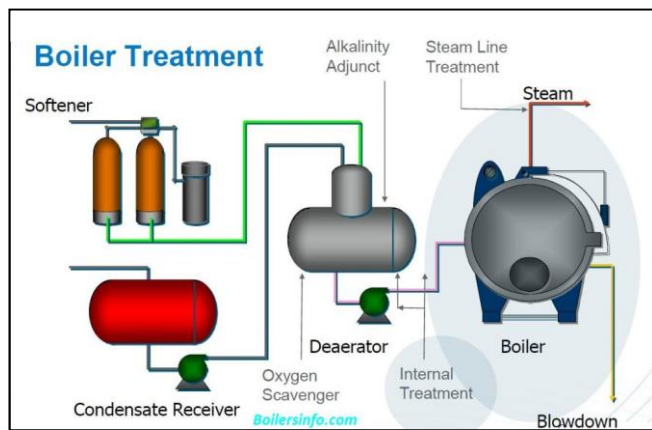 Boiler Treatment
Alkalinity
Adjunct
Steam Line
Treatment
Softener
Steam
Deaerator
Boiler
Oxygen
Scavenger
Internal
Treatment
Condensate Receiver
Boilersinfo.com
Blowdown